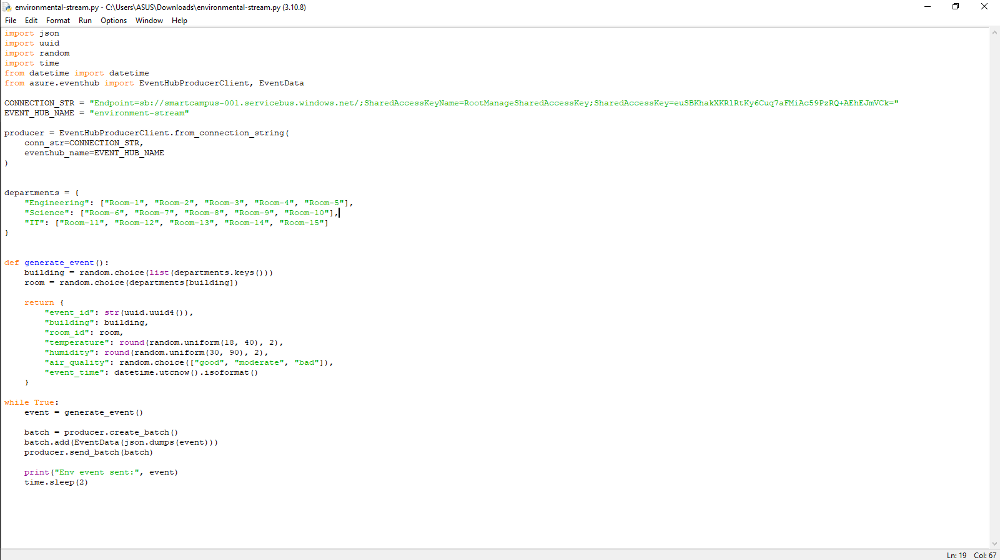 environmental-stream.py - C:\Users\ASUS\Downloads\environmental-stream.py (3.10.8)
File Edit Format Run Options Window Help
import json
import uuid
import random
import time
from datetime import datetime
from azure.eventhub import EventHubProducerClient, EventData

CONNECTION_STR = "Endpoint=sb://smartcampus-001.servicebus.windows.net/;SharedAccessKeyName=RootManageSharedAccessKey;SharedAccessKey=euSBKhakXKRlRtKy6Cuq7aFMiAc59PzRQ+AEhEJmVCk="
EVENT_HUB_NAME = "environment-stream"

producer = EventHubProducerClient.from_connection_string(
    conn_str=CONNECTION_STR,
    eventhub_name=EVENT_HUB_NAME
)

departments = {
    "Engineering": ["Room-1", "Room-2", "Room-3", "Room-4", "Room-5"],
    "Science": ["Room-6", "Room-7", "Room-8", "Room-9", "Room-10"],
    "IT": ["Room-11", "Room-12", "Room-13", "Room-14", "Room-15"]
}

def generate_event():
    building = random.choice(list(departments.keys()))
    room = random.choice(departments[building])

    return {
        "event_id": str(uuid.uuid4()),
        "building": building,
        "room_id": room,
        "temperature": round(random.uniform(18, 40), 2),
        "humidity": round(random.uniform(30, 90), 2),
        "air_quality": random.choice(["good", "moderate", "bad"]),
        "event_time": datetime.utcnow().isoformat()
    }

while True:
    event = generate_event()

    batch = producer.create_batch()
    batch.add(EventData(json.dumps(event)))
    producer.send_batch(batch)

    print("Env event sent:", event)
    time.sleep(2)
Ln: 19 Col: 67